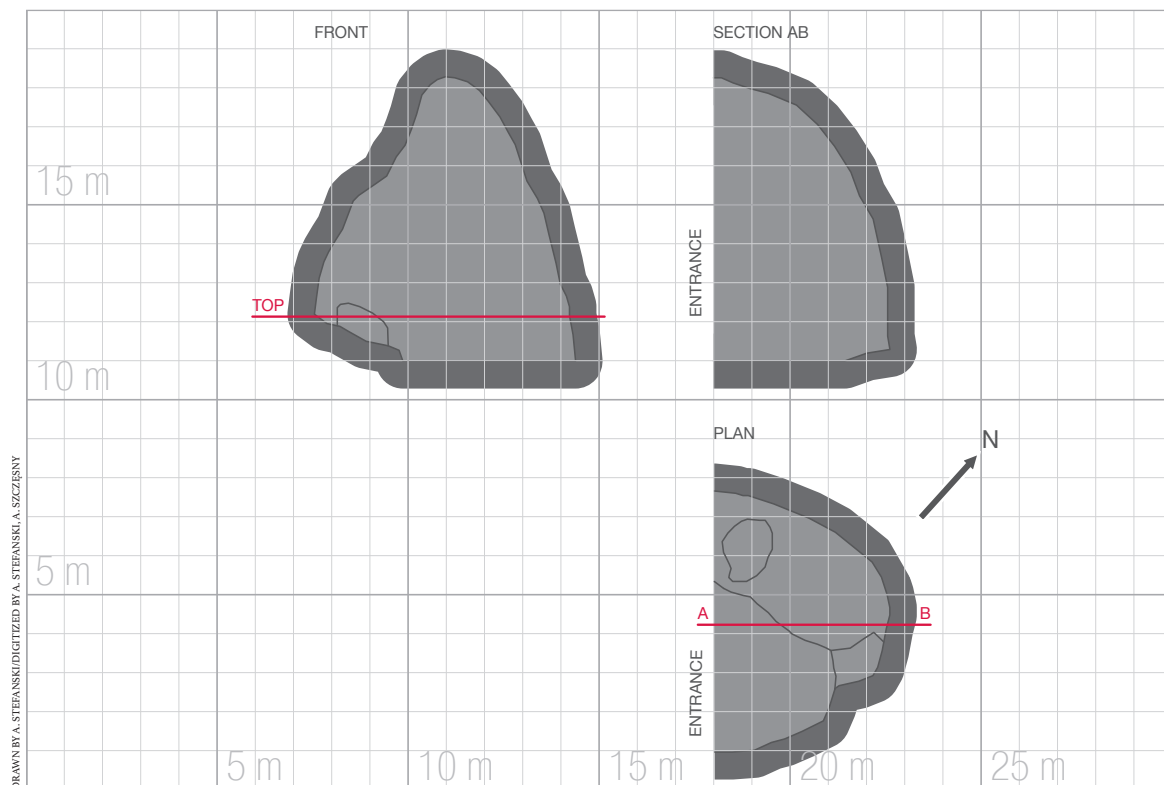 FRONT
SECTION AB
15 m
ENTRANCE
TOP
10 m
PLAN
N
5 m
A
B
ENTRANCE
5 m
10 m
15 m
20 m
25 m
DRAWN BY A. STEFANSKI/DIGITIZED BY A. STEFANSKI, A. SZCZĘSNY